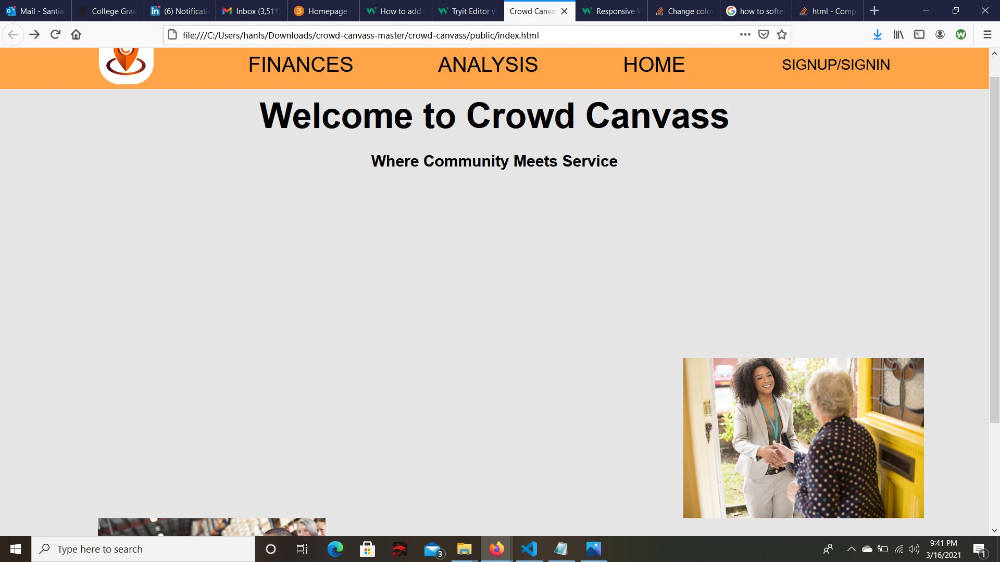 Mail - Santia
College Grad
(6) Notificati
Inbox (3,511)
Homepage -
How to add
Tryit Editor v
Crowd Canva
Responsive W
Change colo
how to softe
html - Comp
file:///C:/Users/hanfs/Downloads/crowd-canvass-master/crowd-canvass/public/index.html
C
FINANCES
ANALYSIS
HOME
SIGNUP/SIGNIN
Welcome to Crowd Canvass
Where Community Meets Service
Type here to search
3
9:41 PM
3/16/2021
1